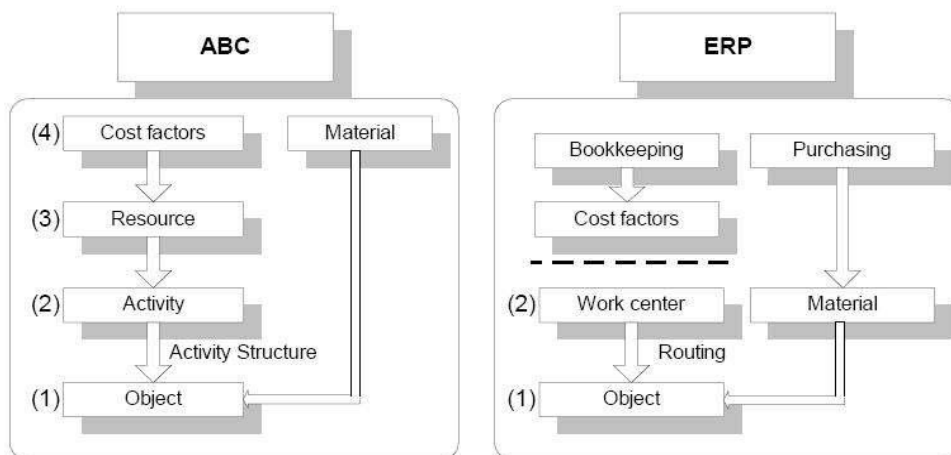 ABC
(4) Cost factors
Material
(3) Resource
(2) Activity
Activity Structure
(1) Object
ERP
Bookkeeping
Purchasing
Cost factors
(2) Work center
Material
Routing
(1) Object